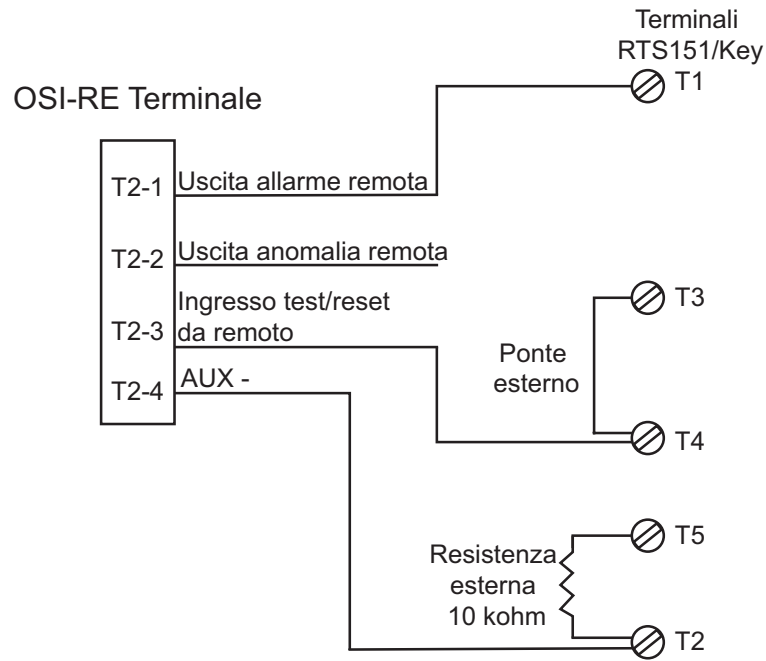 Terminali
RTS151/Key
T1
OSI-RE Terminale
T2-1
Uscita allarme remota
T2-2
Uscita anomalia remota
Ingresso test/reset
T2-3
da remoto
T2-4
AUX -
T3
Ponte
esterno
T4
T5
Resistenza
esterna
10 kohm
T2